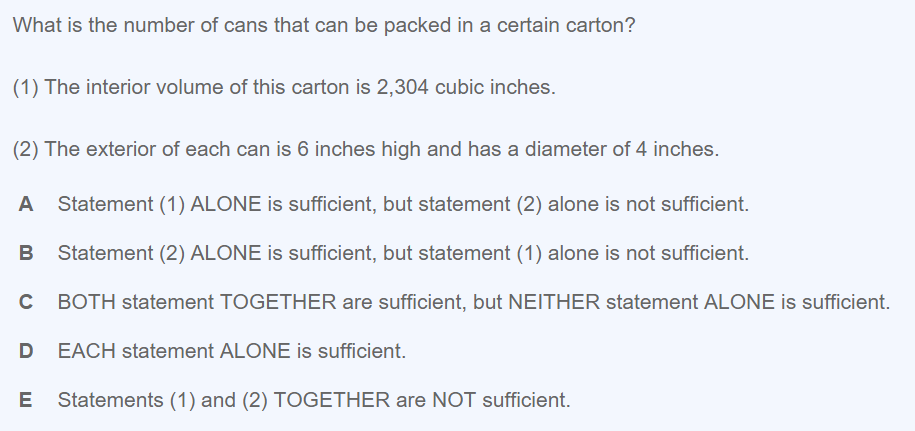 What is the number of cans that can be packed in a certain carton?
(1) The interior volume of this carton is 2,304 cubic inches.
(2) The exterior of each can is 6 inches high and has a diameter of 4 inches.
A Statement (1) ALONE is sufficient, but statement (2) alone is not sufficient.
B Statement (2) ALONE is sufficient, but statement (1) alone is not sufficient.
C BOTH statement TOGETHER are sufficient, but NEITHER statement ALONE is sufficient.
D EACH statement ALONE is sufficient.
E Statements (1) and (2) TOGETHER are NOT sufficient.